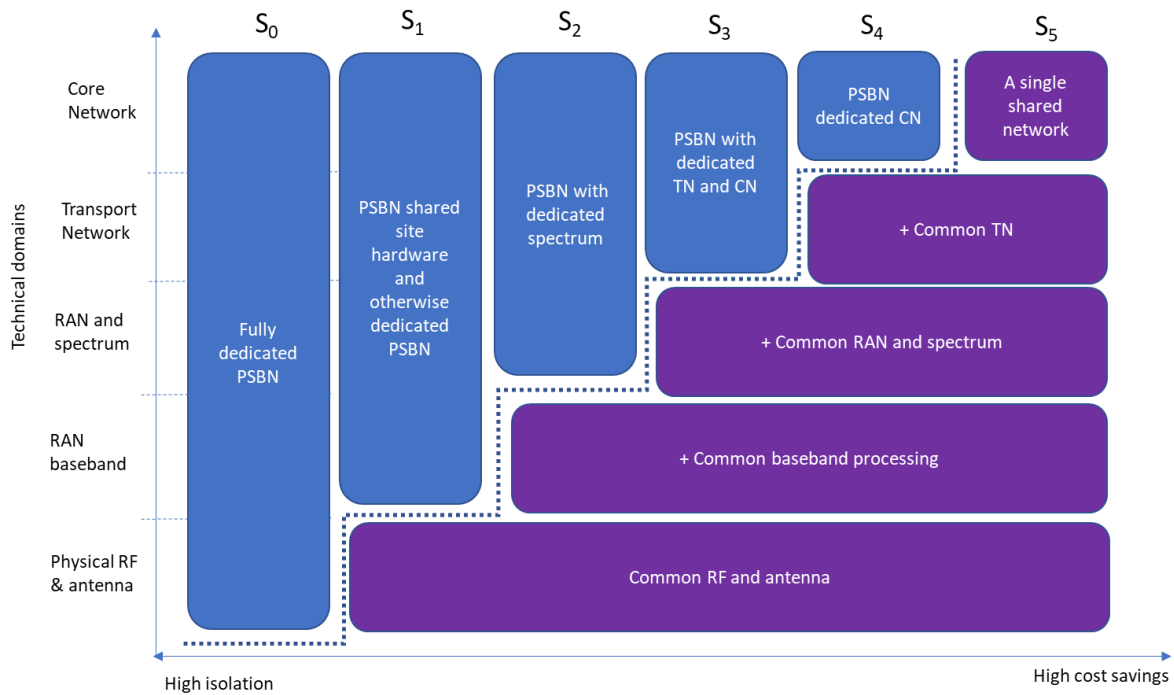 S0
S1
S2
S3
S4
S5
Technical domains
Core
Network
Transport
Network
RAN and
spectrum
RAN
baseband
Physical RF
& antenna
Fully
dedicated
PSBN
PSBN shared
site
hardware
and
otherwise
dedicated
PSBN
PSBN with
dedicated
spectrum
PSBN with
dedicated
TN and CN
PSBN
dedicated CN
A single
shared
network
+ Common TN
+ Common RAN and spectrum
+ Common baseband processing
Common RF and antenna
High isolation
High cost savings